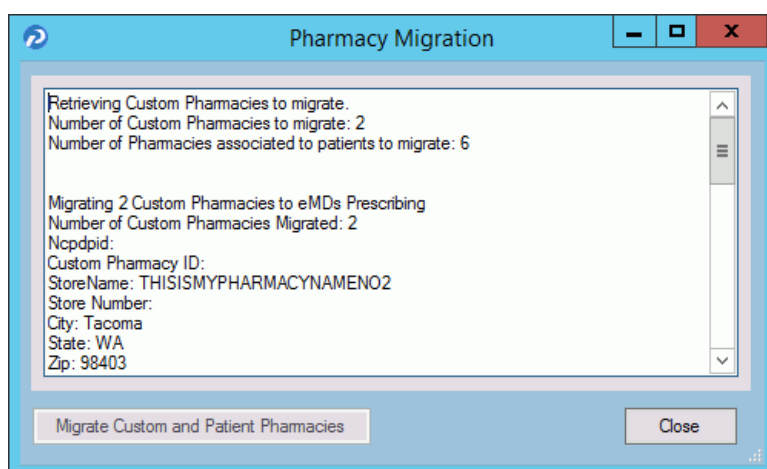 Pharmacy Migration
Retrieving Custom Pharmacies to migrate.
Number of Custom Pharmacies to migrate: 2
Number of Pharmacies associated to patients to migrate: 6
Migrating 2 Custom Pharmacies to eMDs Prescribing
Number of Custom Pharmacies Migrated: 2
Ncpdpid:
Custom Pharmacy ID:
StoreName: THISISMYPHARMACYNAMENO2
Store Number:
City: Tacoma
State: WA
Zip: 98403
Migrate Custom and Patient Pharmacies
Close